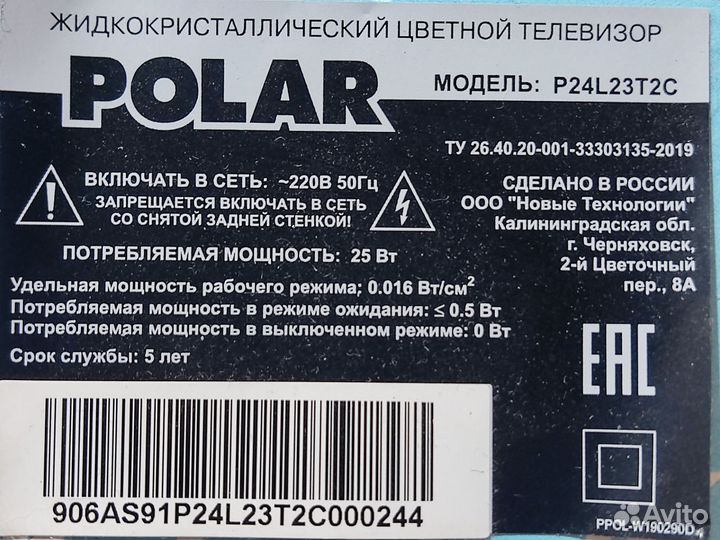 ЖИДКОКРИСТАЛЛИЧЕСКИЙ ЦВЕТНОЙ ТЕЛЕВИЗОР
POLAR
МОДЕЛЬ: P24L23T2C
ТУ 26.40.20-001-33303135-2019
ВКЛЮЧАТЬ В СЕТЬ: ~220В 50Гц
ЗАПРЕЩАЕТСЯ ВКЛЮЧАТЬ В СЕТЬ
СО СНЯТОЙ ЗАДНЕЙ СТЕНКОЙ!
ПОТРЕБЛЯЕМАЯ МОЩНОСТЬ: 25 Вт
СДЕЛАНО В РОССИИ
ООО "Новые Технологии"
Калининградская обл.
г. Черняховск,
2-й Цветочный
пер., 8А
Удельная мощность рабочего режима; 0.016 Вт/см²
Потребляемая мощность в режиме ожидания: ≤ 0.5 Вт
Потребляемая мощность в выключенном режиме: 0 Вт
Срок службы: 5 лет
EAC
906AS91P24L23T2C000244
PPOL-W190290D
Avito